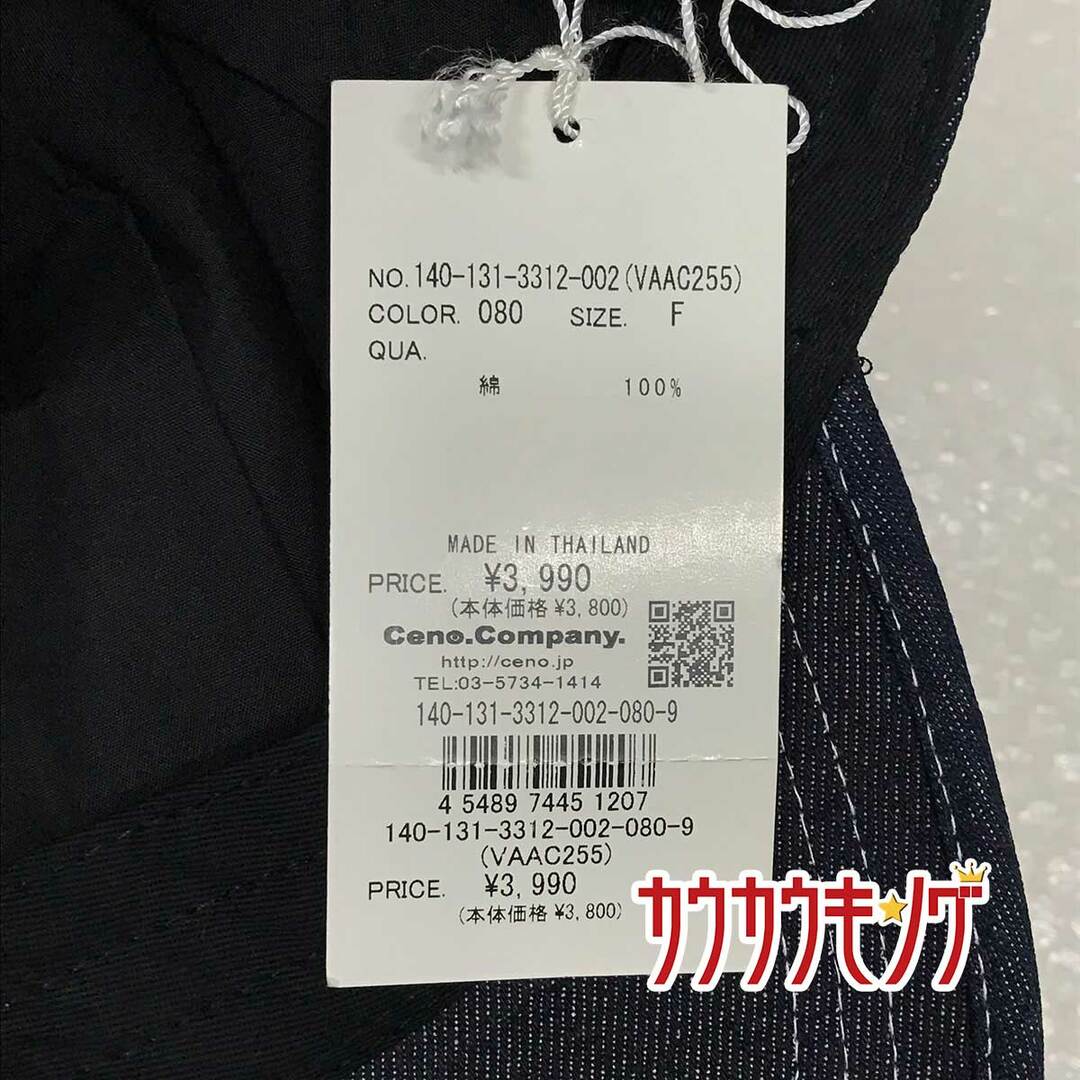 NO. 140-131-3312-002(VAAC255)
COLOR. 080 SIZE. F
QUA.
綿 100%
MADE IN THAILAND
PRICE. ¥3,990
(本体価格 ¥3,800)
Ceno.Company.
http://ceno.jp
TEL:03-5734-1414
140-131-3312-002-080-9
4 5489 7445 1207
140-131-3312-002-080-9
(VAAC255)
PRICE. ¥3,990
(本体価格 ¥3,800)
カウカウキング